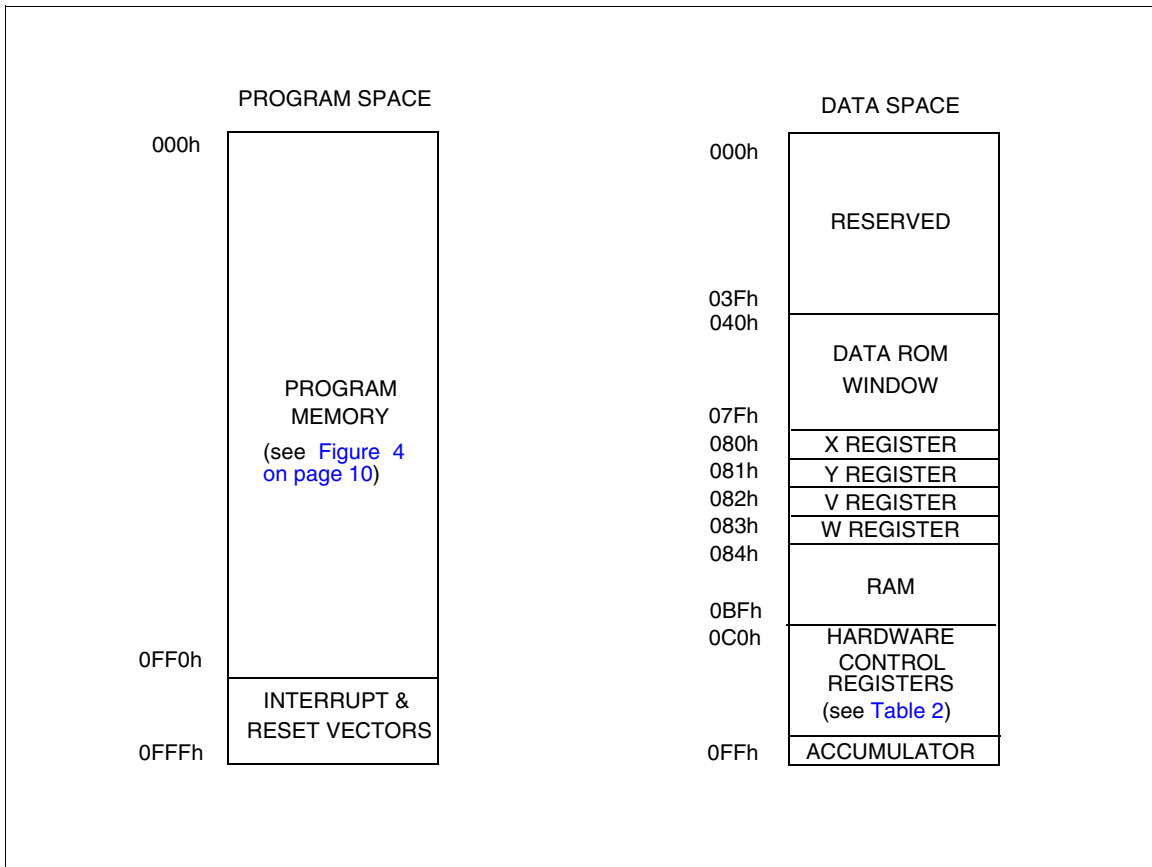 PROGRAM SPACE
000h
PROGRAM
MEMORY
(see Figure 4
on page 10)
0FF0h
INTERRUPT &
RESET VECTORS
0FFFh
DATA SPACE
000h
RESERVED
03Fh
040h
DATA ROM
WINDOW
07Fh
080h
X REGISTER
081h
Y REGISTER
082h
V REGISTER
083h
W REGISTER
084h
RAM
0BFh
0C0h
HARDWARE
CONTROL
REGISTERS
(see Table 2)
0FFh
ACCUMULATOR